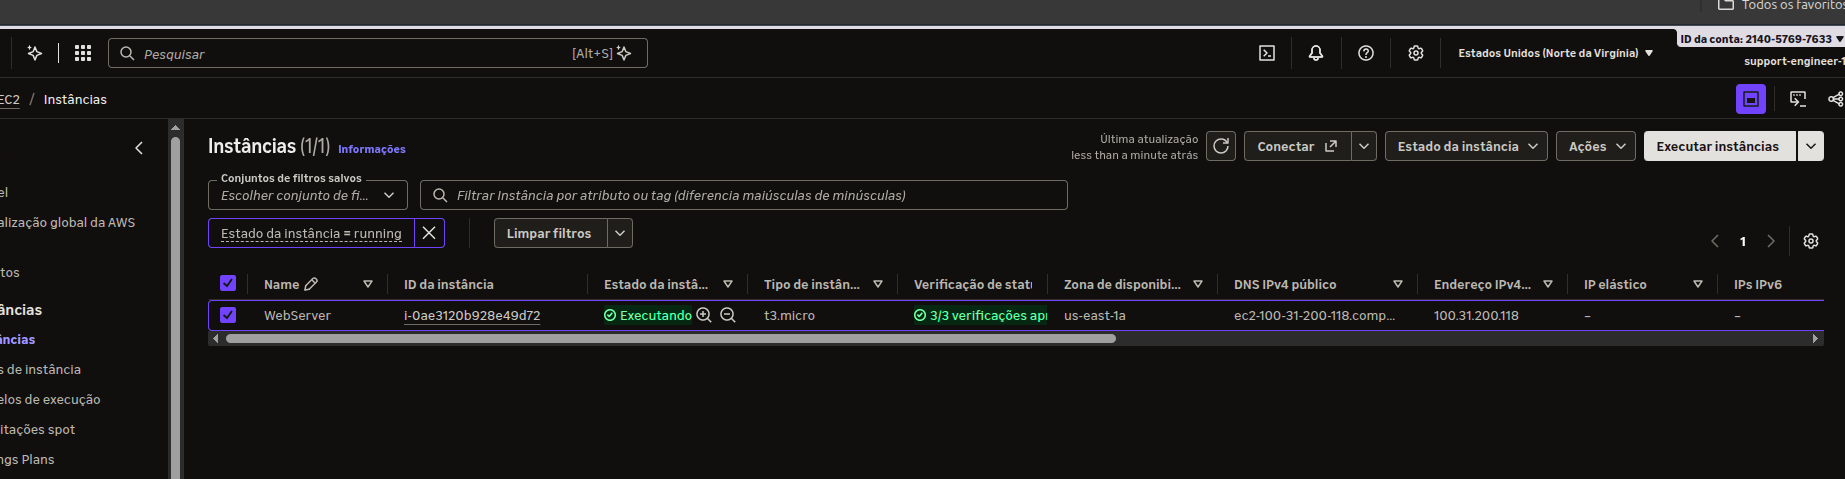 Todos os favoritos
Pesquisar [Alt+S]
Estados Unidos (Norte da Virgínia)
ID da conta: 2140-5769-7633
support-engineer-1
EC2 / Instâncias
Instâncias (1/1) Informações
Última atualização
less than a minute atrás
Conectar
Estado da instância
Ações
Executar instâncias
Conjuntos de filtros salvos
Escolher conjunto de fi...
Filtrar Instância por atributo ou tag (diferencia maiúsculas de minúsculas)
Estado da instância = running
Limpar filtros
1
Name ID da instância Estado da instâ... Tipo de instân... Verificação de statu Zona de disponibi... DNS IPv4 público Endereço IPv4... IP elástico IPs IPv6
WebServer i-0ae3120b928e49d72 Executando t3.micro 3/3 verificações apr us-east-1a ec2-100-31-200-118.comp... 100.31.200.118 – –
el
alização global da AWS
tos
âncias
âncias
s de instância
elos de execução
itações spot
ngs Plans